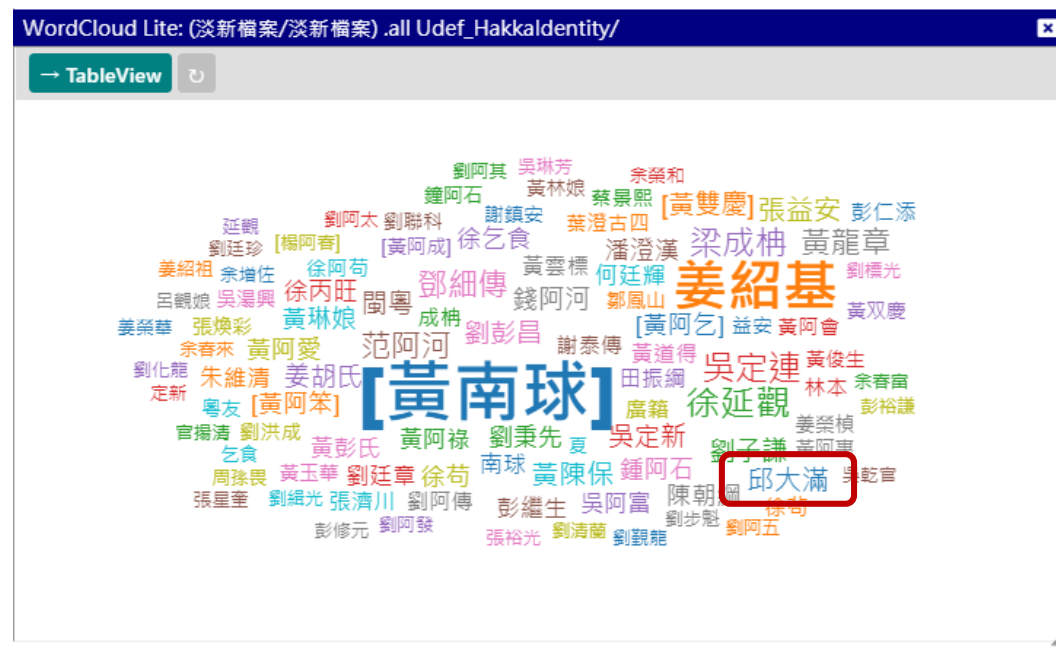 WordCloud Lite: (淡新檔案/淡新檔案) .all Udef_HakkaIdentity/
→ TableView ↻
劉阿其 吳琳芳 余榮和
鐘阿石 黃林娘 蔡景熙 [黃雙慶] 張益安 彭仁添
延觀 劉阿太 劉聯科 謝鎮安 葉澄古四
劉廷珍 [楊阿春] [黃阿成] 徐乞食 潘澄漢 梁成柟 黃龍章
姜紹祖 余增佐 徐阿苟 鄧細傳 黃雲標 何廷輝 姜紹基 劉標光
呂觀娘 吳湯興 徐丙旺 閩粵 錢阿河 鄒鳳山 黃双慶
姜榮華 張煥彩 黃琳娘 成柟 劉彭昌 [黃阿乞] 益安 黃阿會
余春來 黃阿愛 范阿河 謝泰傳 黃道得 吳定連 黃俊生
劉化龍 朱維清 姜胡氏 [黃南球] 田振綱 林本 余春富
定新 粵友 [黃阿笨] 廣籍 徐延觀 彭裕謙
官揚清 劉洪成 黃彭氏 黃阿祿 劉秉先 夏 吳定新 姜榮楨
乞食 劉子謙
周孫畏 黃玉華 劉廷章 徐苟 南球 黃陳保 鍾阿石 邱大滿 吳乾官
張星奎 劉緝光 張濟川 劉阿傳 彭繼生 吳阿富 陳朝綱 徐苟
彭修元 劉阿發 張裕光 劉清蘭 劉觀龍 劉步魁 劉阿五